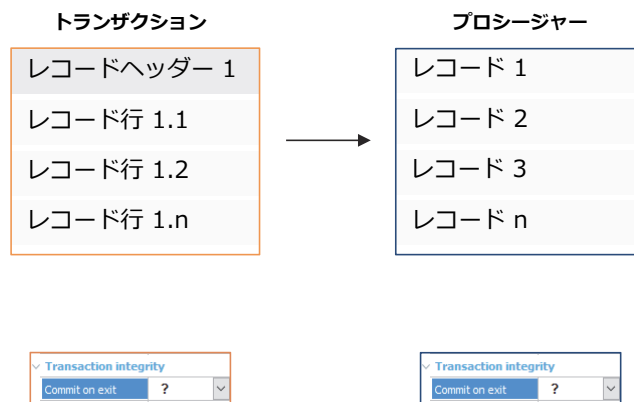 トランザクション
レコードヘッダー 1
レコード行 1.1
レコード行 1.2
レコード行 1.n
プロシージャー
レコード 1
レコード 2
レコード 3
レコード n
Transaction integrity
Commit on exit ?
Transaction integrity
Commit on exit ?